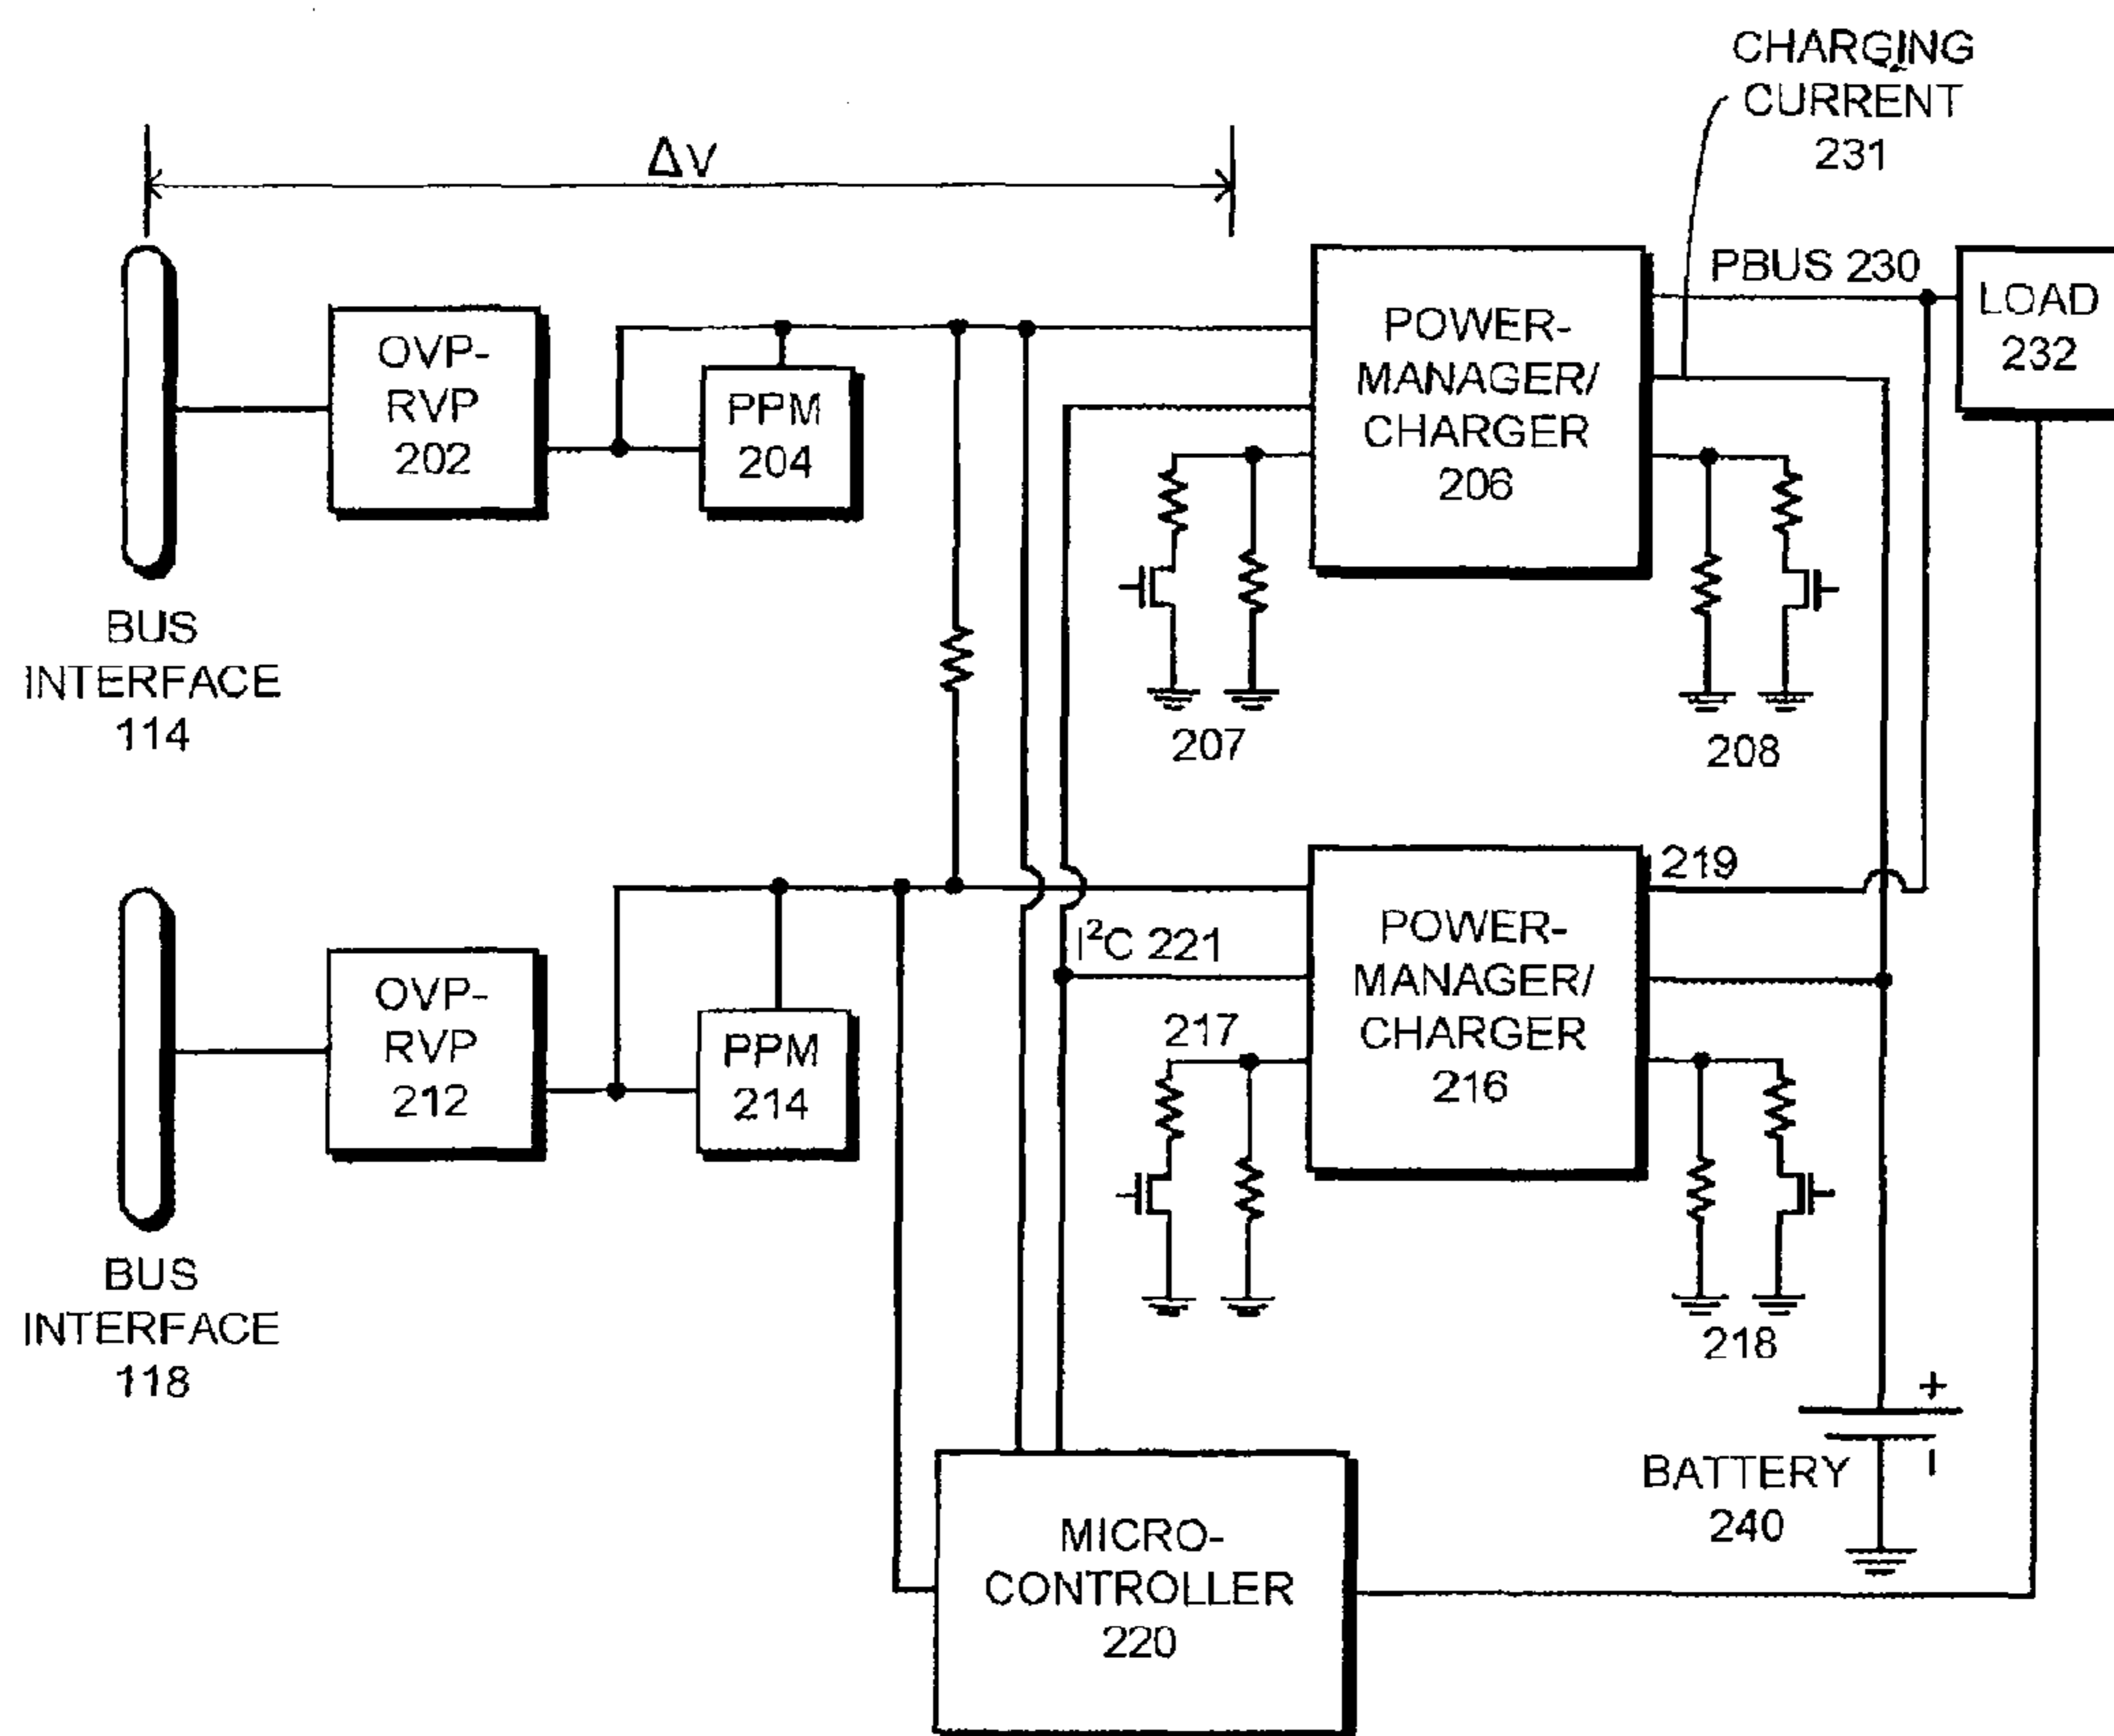 CHARGING
CURRENT
231
ΔV
PBUS 230
LOAD
232
POWER-
MANAGER/
CHARGER
206
OVP-
RVP
202
PPM
204
BUS
INTERFACE
114
207
208
219
I²C 221
POWER-
MANAGER/
CHARGER
216
217
OVP-
RVP
212
PPM
214
BUS
INTERFACE
118
218
+
−
BATTERY
240
MICRO-
CONTROLLER
220